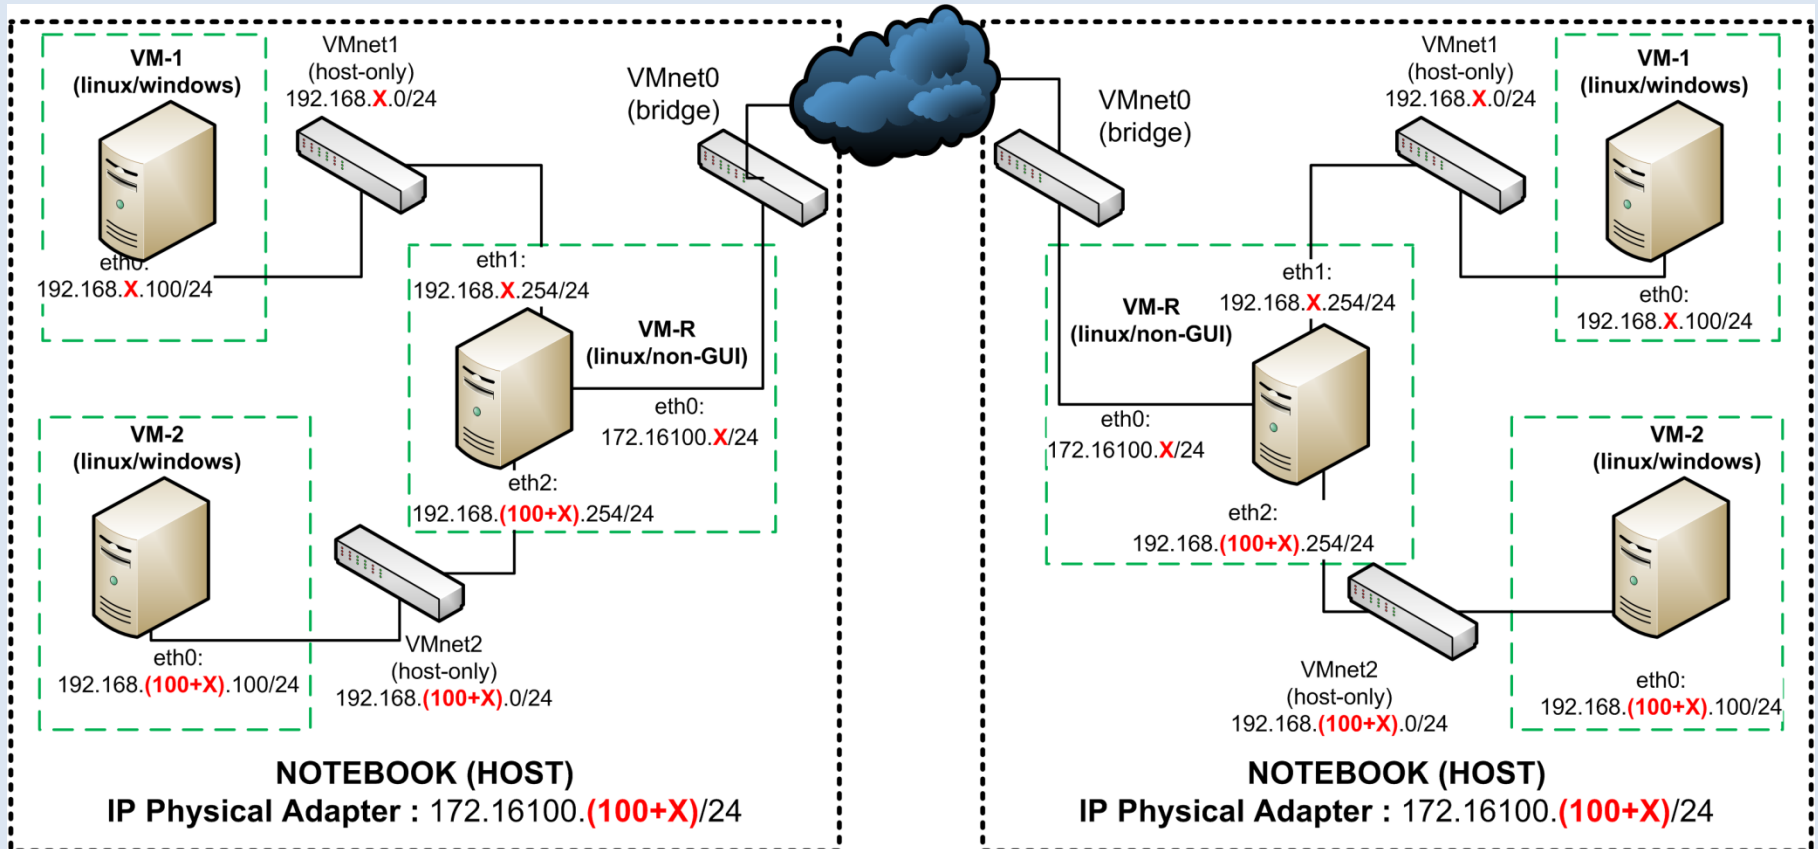 VM-1
(linux/windows)
eth0:
192.168.X.100/24
VMnet1
(host-only)
192.168.X.0/24
VMnet0
(bridge)
eth1:
192.168.X.254/24
VM-R
(linux/non-GUI)
eth0:
172.16100.X/24
eth2:
192.168.(100+X).254/24
VM-2
(linux/windows)
eth0:
192.168.(100+X).100/24
VMnet2
(host-only)
192.168.(100+X).0/24
NOTEBOOK (HOST)
IP Physical Adapter : 172.16100.(100+X)/24
VMnet0
(bridge)
VMnet1
(host-only)
192.168.X.0/24
VM-1
(linux/windows)
eth0:
192.168.X.100/24
eth1:
192.168.X.254/24
VM-R
(linux/non-GUI)
eth0:
172.16100.X/24
eth2:
192.168.(100+X).254/24
VM-2
(linux/windows)
eth0:
192.168.(100+X).100/24
VMnet2
(host-only)
192.168.(100+X).0/24
NOTEBOOK (HOST)
IP Physical Adapter : 172.16100.(100+X)/24